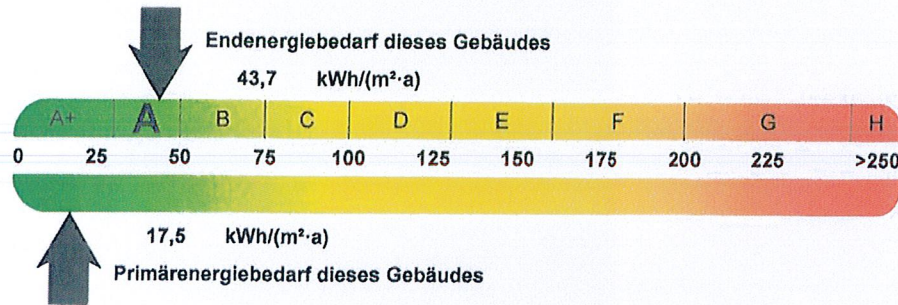 Endenergiebedarf dieses Gebäudes
43,7 kWh/(m²·a)
A+ A B C D E F G H
0 25 50 75 100 125 150 175 200 225 >250
17,5 kWh/(m²·a)
Primärenergiebedarf dieses Gebäudes